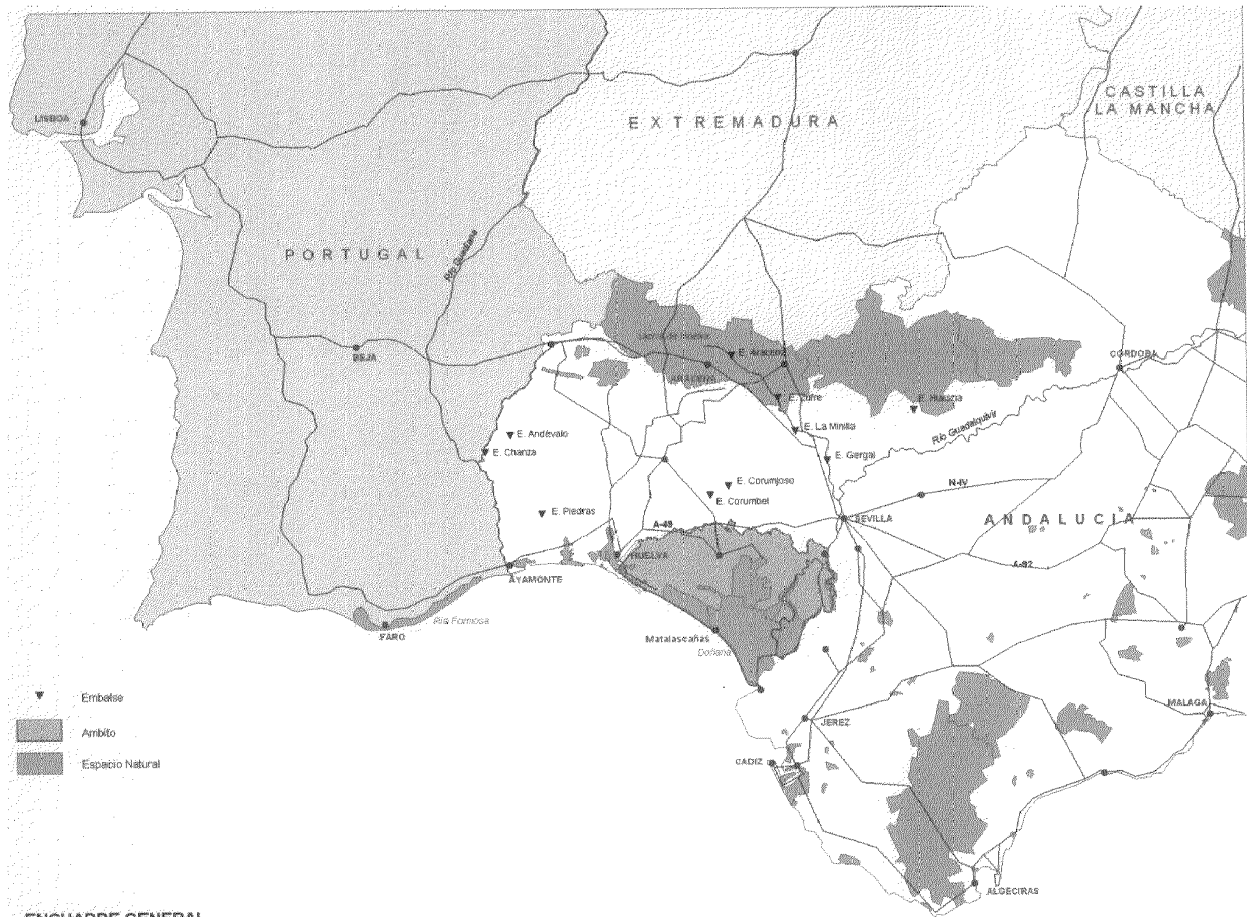 CASTILLA
LA MANCHA
LISBOA
EXTREMADURA
PORTUGAL
Río Guadiana
BEJA
E. Aracena
CORDOBA
E. Zufre
E. Huesna
Río Guadalquivir
E. La Minilla
E. Andévalo
E. Chanza
E. Gergal
E. Corumjoso
E. Corumbel
N-IV
E. Piedras
A-49
SEVILLA
ANDALUCIA
HUELVA
A-92
AYAMONTE
Ria Formosa
FARO
Matalascañas
Doñana
Embalse
Ambito
Espacio Natural
MALAGA
JEREZ
CADIZ
ALGECIRAS
ENCUADRE GENERAL